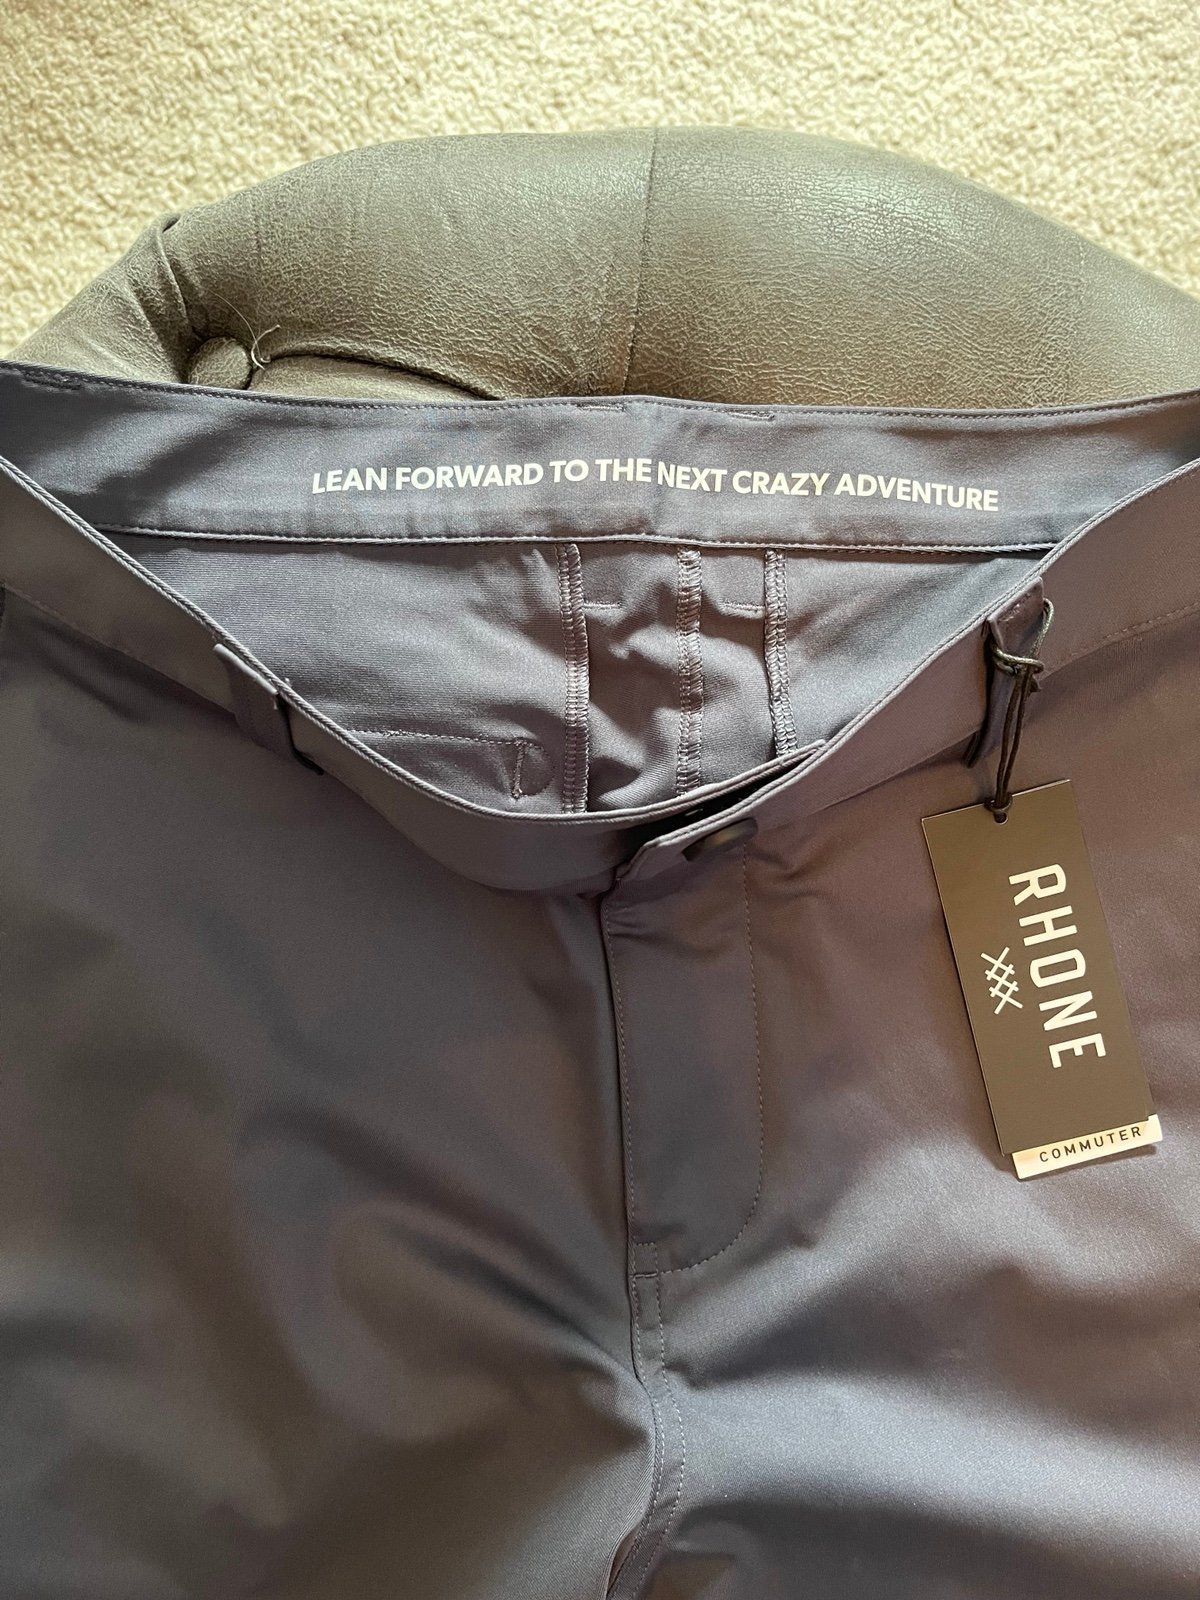 LEAN FORWARD TO THE NEXT CRAZY ADVENTURE
RHONE
COMMUTER